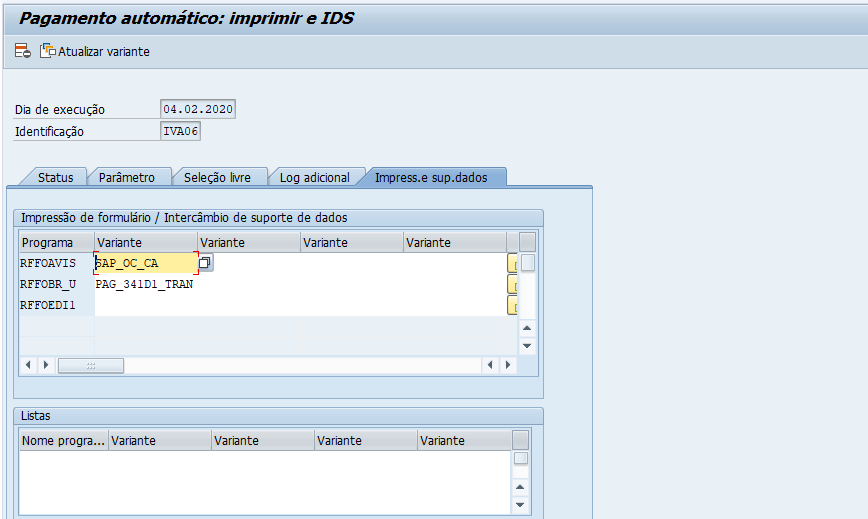 Pagamento automático: imprimir e IDS
Atualizar variante
Dia de execução 04.02.2020
Identificação IVA06
Status Parâmetro Seleção livre Log adicional Impress.e sup.dados
Impressão de formulário / Intercâmbio de suporte de dados
Programa Variante Variante Variante Variante
RFFOAVIS SAP_OC_CA
RFFOBR_U PAG_341D1_TRAN
RFFOEDI1
Listas
Nome progra... Variante Variante Variante Variante